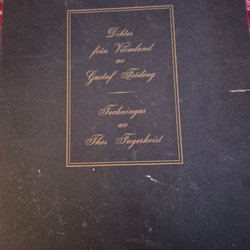 Dikter
från Värmland
av
Gustaf Fröding
Teckningar
av
Thor Fagerkvist